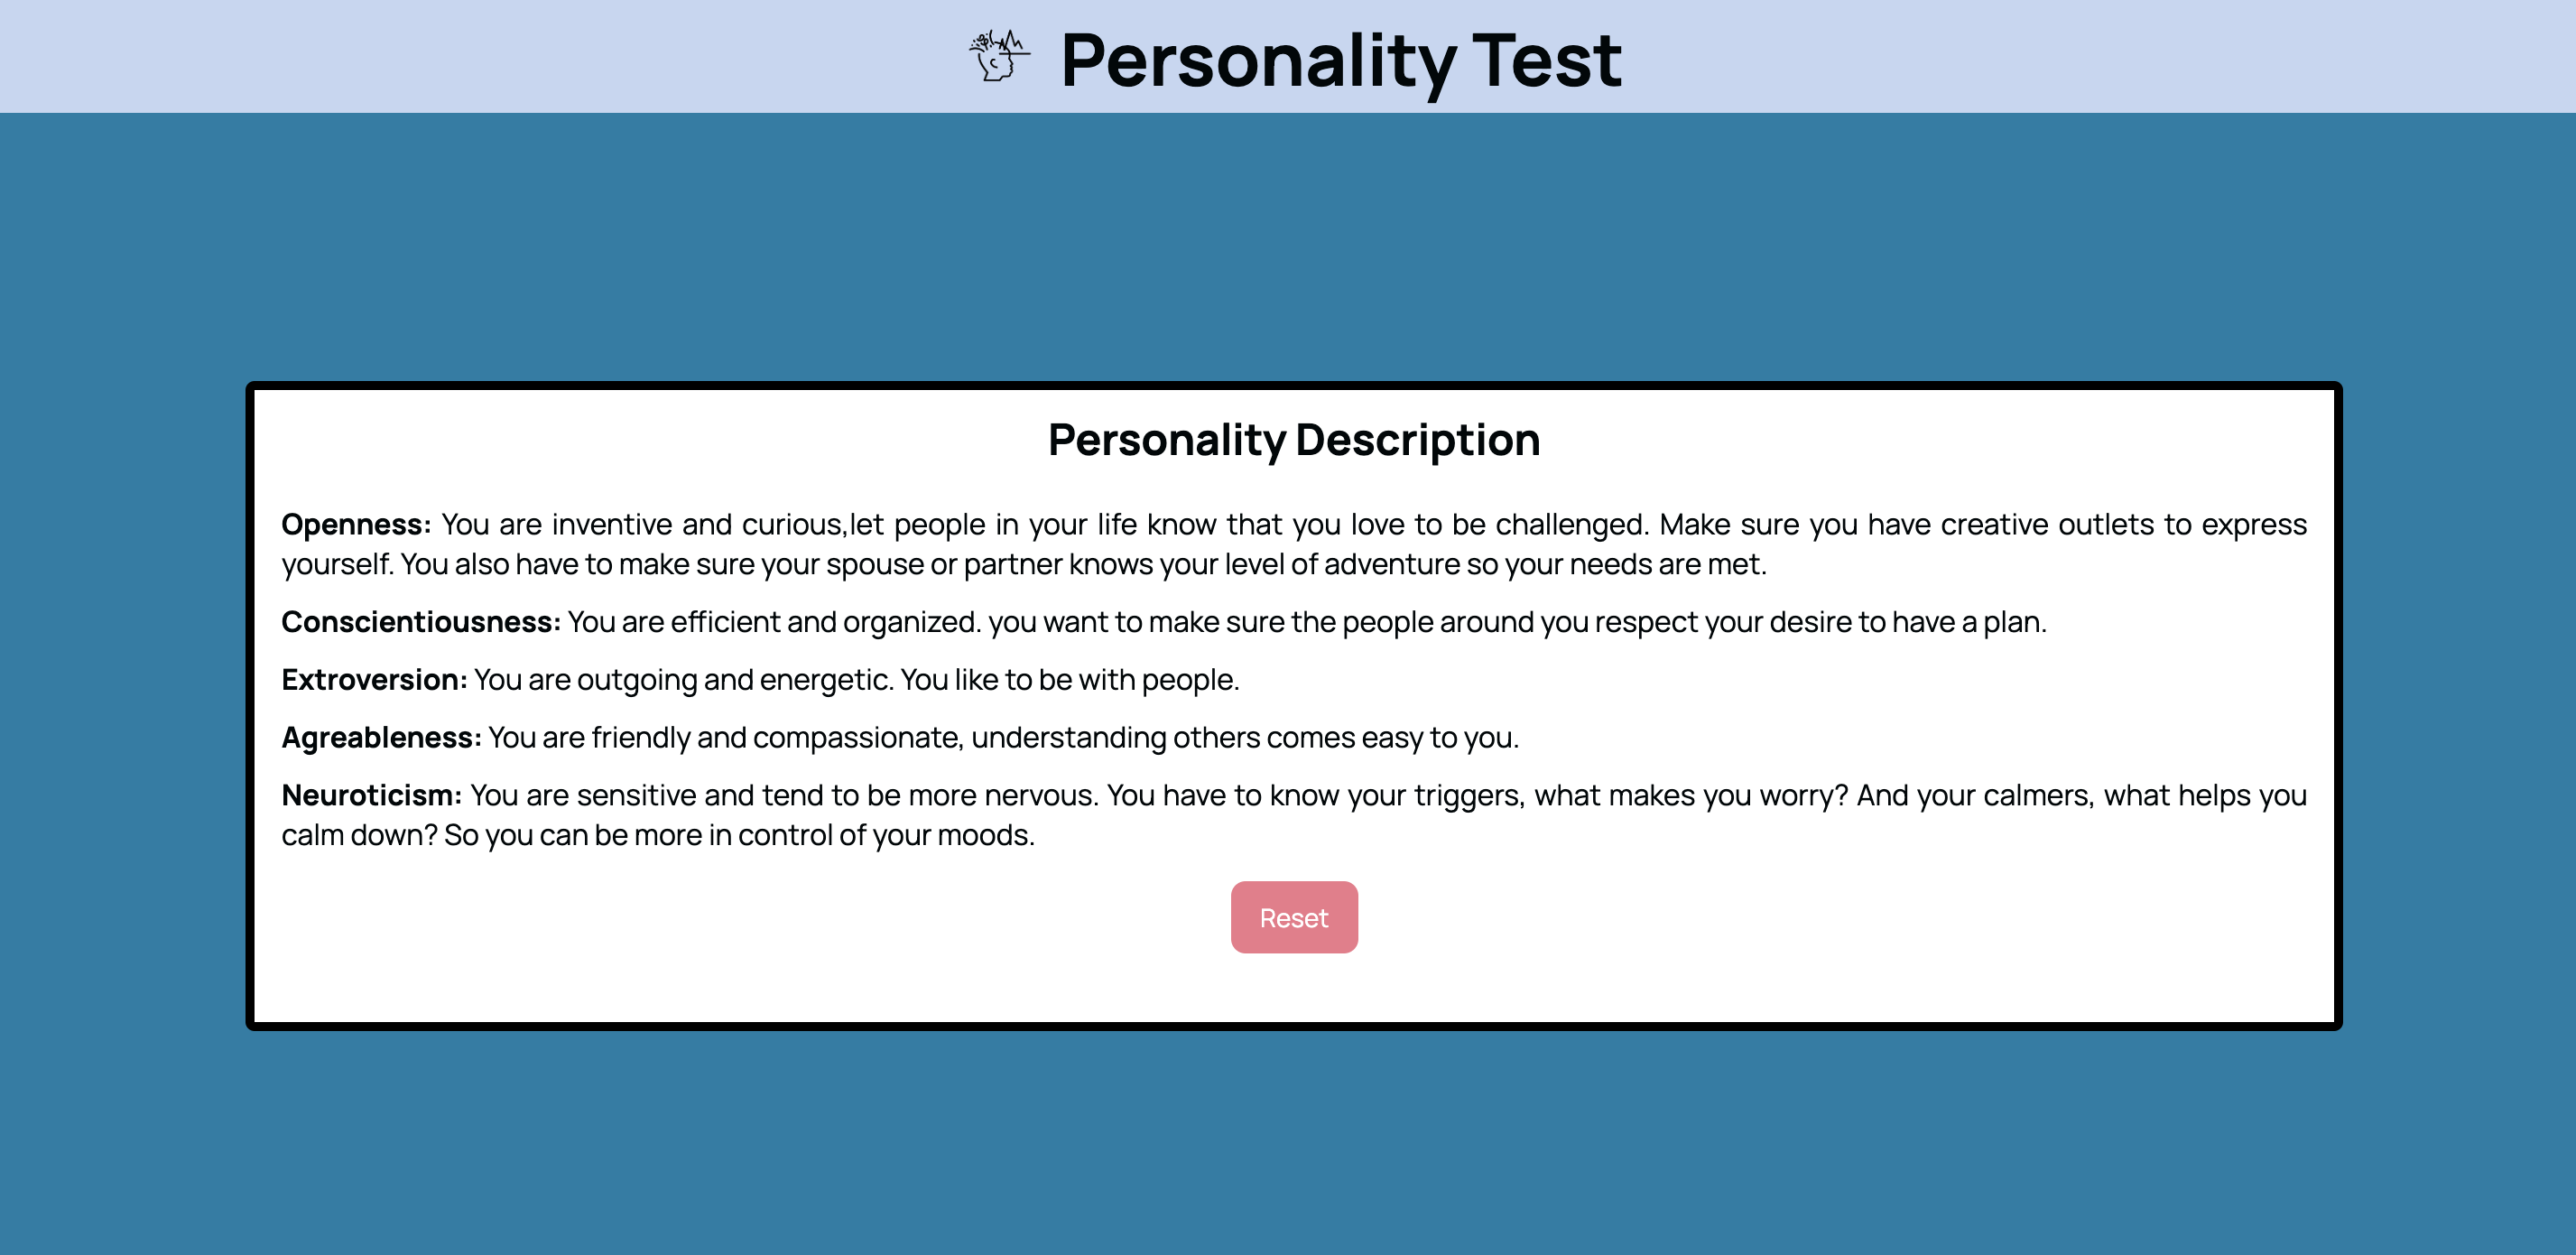 Personality Test
Personality Description
Openness: You are inventive and curious,let people in your life know that you love to be challenged. Make sure you have creative outlets to express
yourself. You also have to make sure your spouse or partner knows your level of adventure so your needs are met.
Conscientiousness: You are efficient and organized. you want to make sure the people around you respect your desire to have a plan.
Extroversion: You are outgoing and energetic. You like to be with people.
Agreableness: You are friendly and compassionate, understanding others comes easy to you.
Neuroticism: You are sensitive and tend to be more nervous. You have to know your triggers, what makes you worry? And your calmers, what helps you
calm down? So you can be more in control of your moods.
Reset